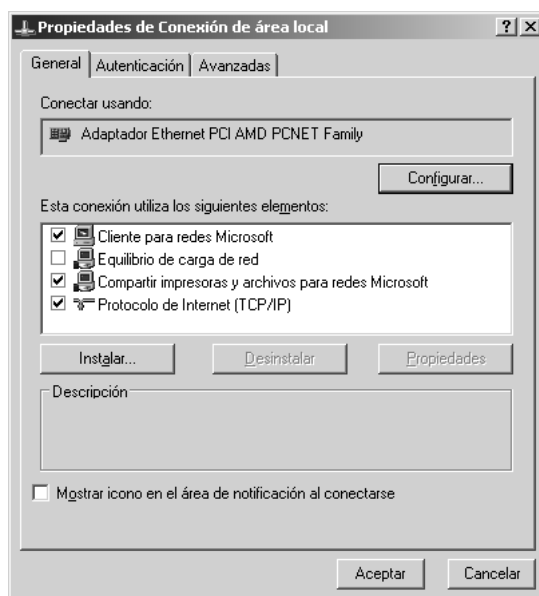 Propiedades de Conexión de área local
General
Autenticación
Avanzadas
Conectar usando:
Adaptador Ethernet PCI AMD PCNET Family
Configurar...
Esta conexión utiliza los siguientes elementos:
Cliente para redes Microsoft
Equilibrio de carga de red
Compartir impresoras y archivos para redes Microsoft
Protocolo de Internet (TCP/IP)
Instalar...
Desinstalar
Propiedades
Descripción
Mostrar icono en el área de notificación al conectarse
Aceptar
Cancelar